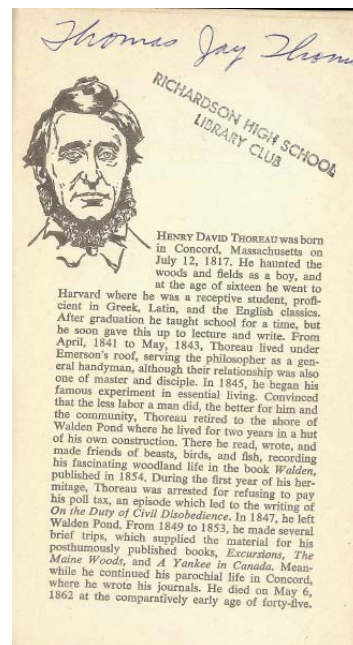 Thomas Jay
RICHARDSON HIGH SCHOOL
LIBRARY CLUB
HENRY DAVID THOREAU was born
in Concord, Massachusetts on
July 12, 1817. He haunted the
woods and fields as a boy, and
at the age of sixteen he went to
Harvard where he was a receptive student, profi-
cient in Greek, Latin, and the English classics.
After graduation he taught school for a time, but
he soon gave this up to lecture and write. From
April, 1841 to May, 1843, Thoreau lived under
Emerson's roof, serving the philosopher as a gen-
eral handyman, although their relationship was also
one of master and disciple. In 1845, he began his
famous experiment in essential living. Convinced
that the less labor a man did, the better for him and
the community, Thoreau retired to the shore of
Walden Pond where he lived for two years in a hut
of his own construction. There he read, wrote, and
made friends of beasts, birds, and fish, recording
his fascinating woodland life in the book Walden,
published in 1854. During the first year of his her-
mitage, Thoreau was arrested for refusing to pay
his poll tax, an episode which led to the writing of
On the Duty of Civil Disobedience. In 1847, he left
Walden Pond. From 1849 to 1853, he made several
brief trips, which supplied the material for his
posthumously published books, Excursions, The
Maine Woods, and A Yankee in Canada. Mean-
while he continued his parochial life in Concord,
where he wrote his journals. He died on May 6,
1862 at the comparatively early age of forty-five.